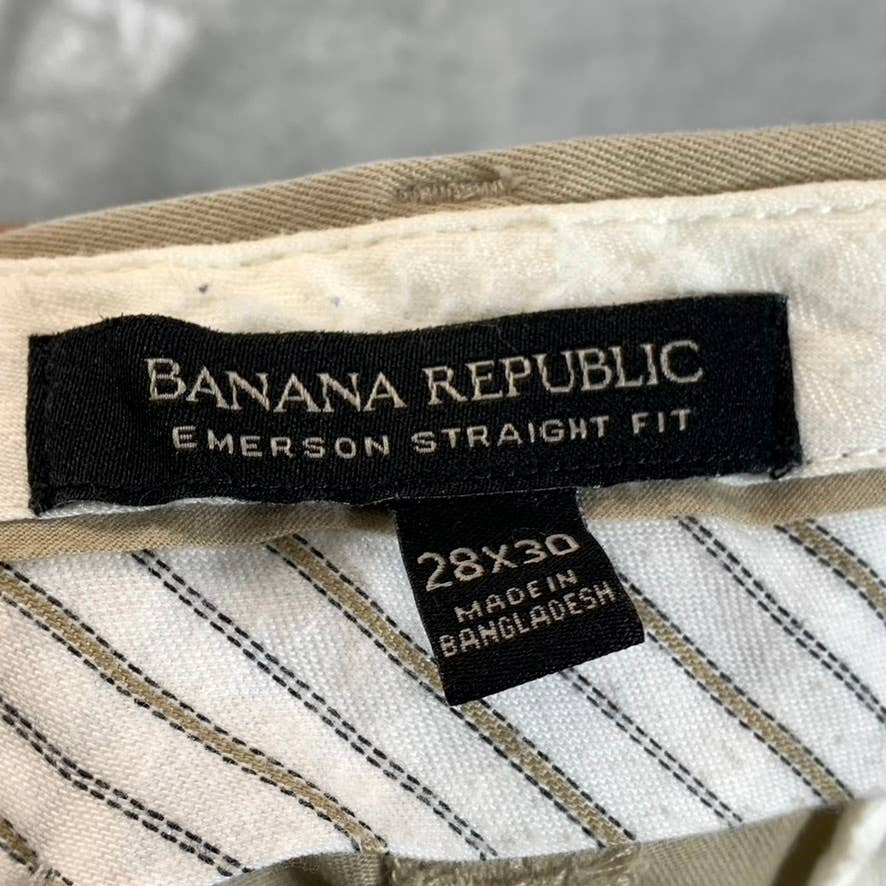 BANANA REPUBLIC
EMERSON STRAIGHT FIT
28X30
MADE IN
BANGLADESH